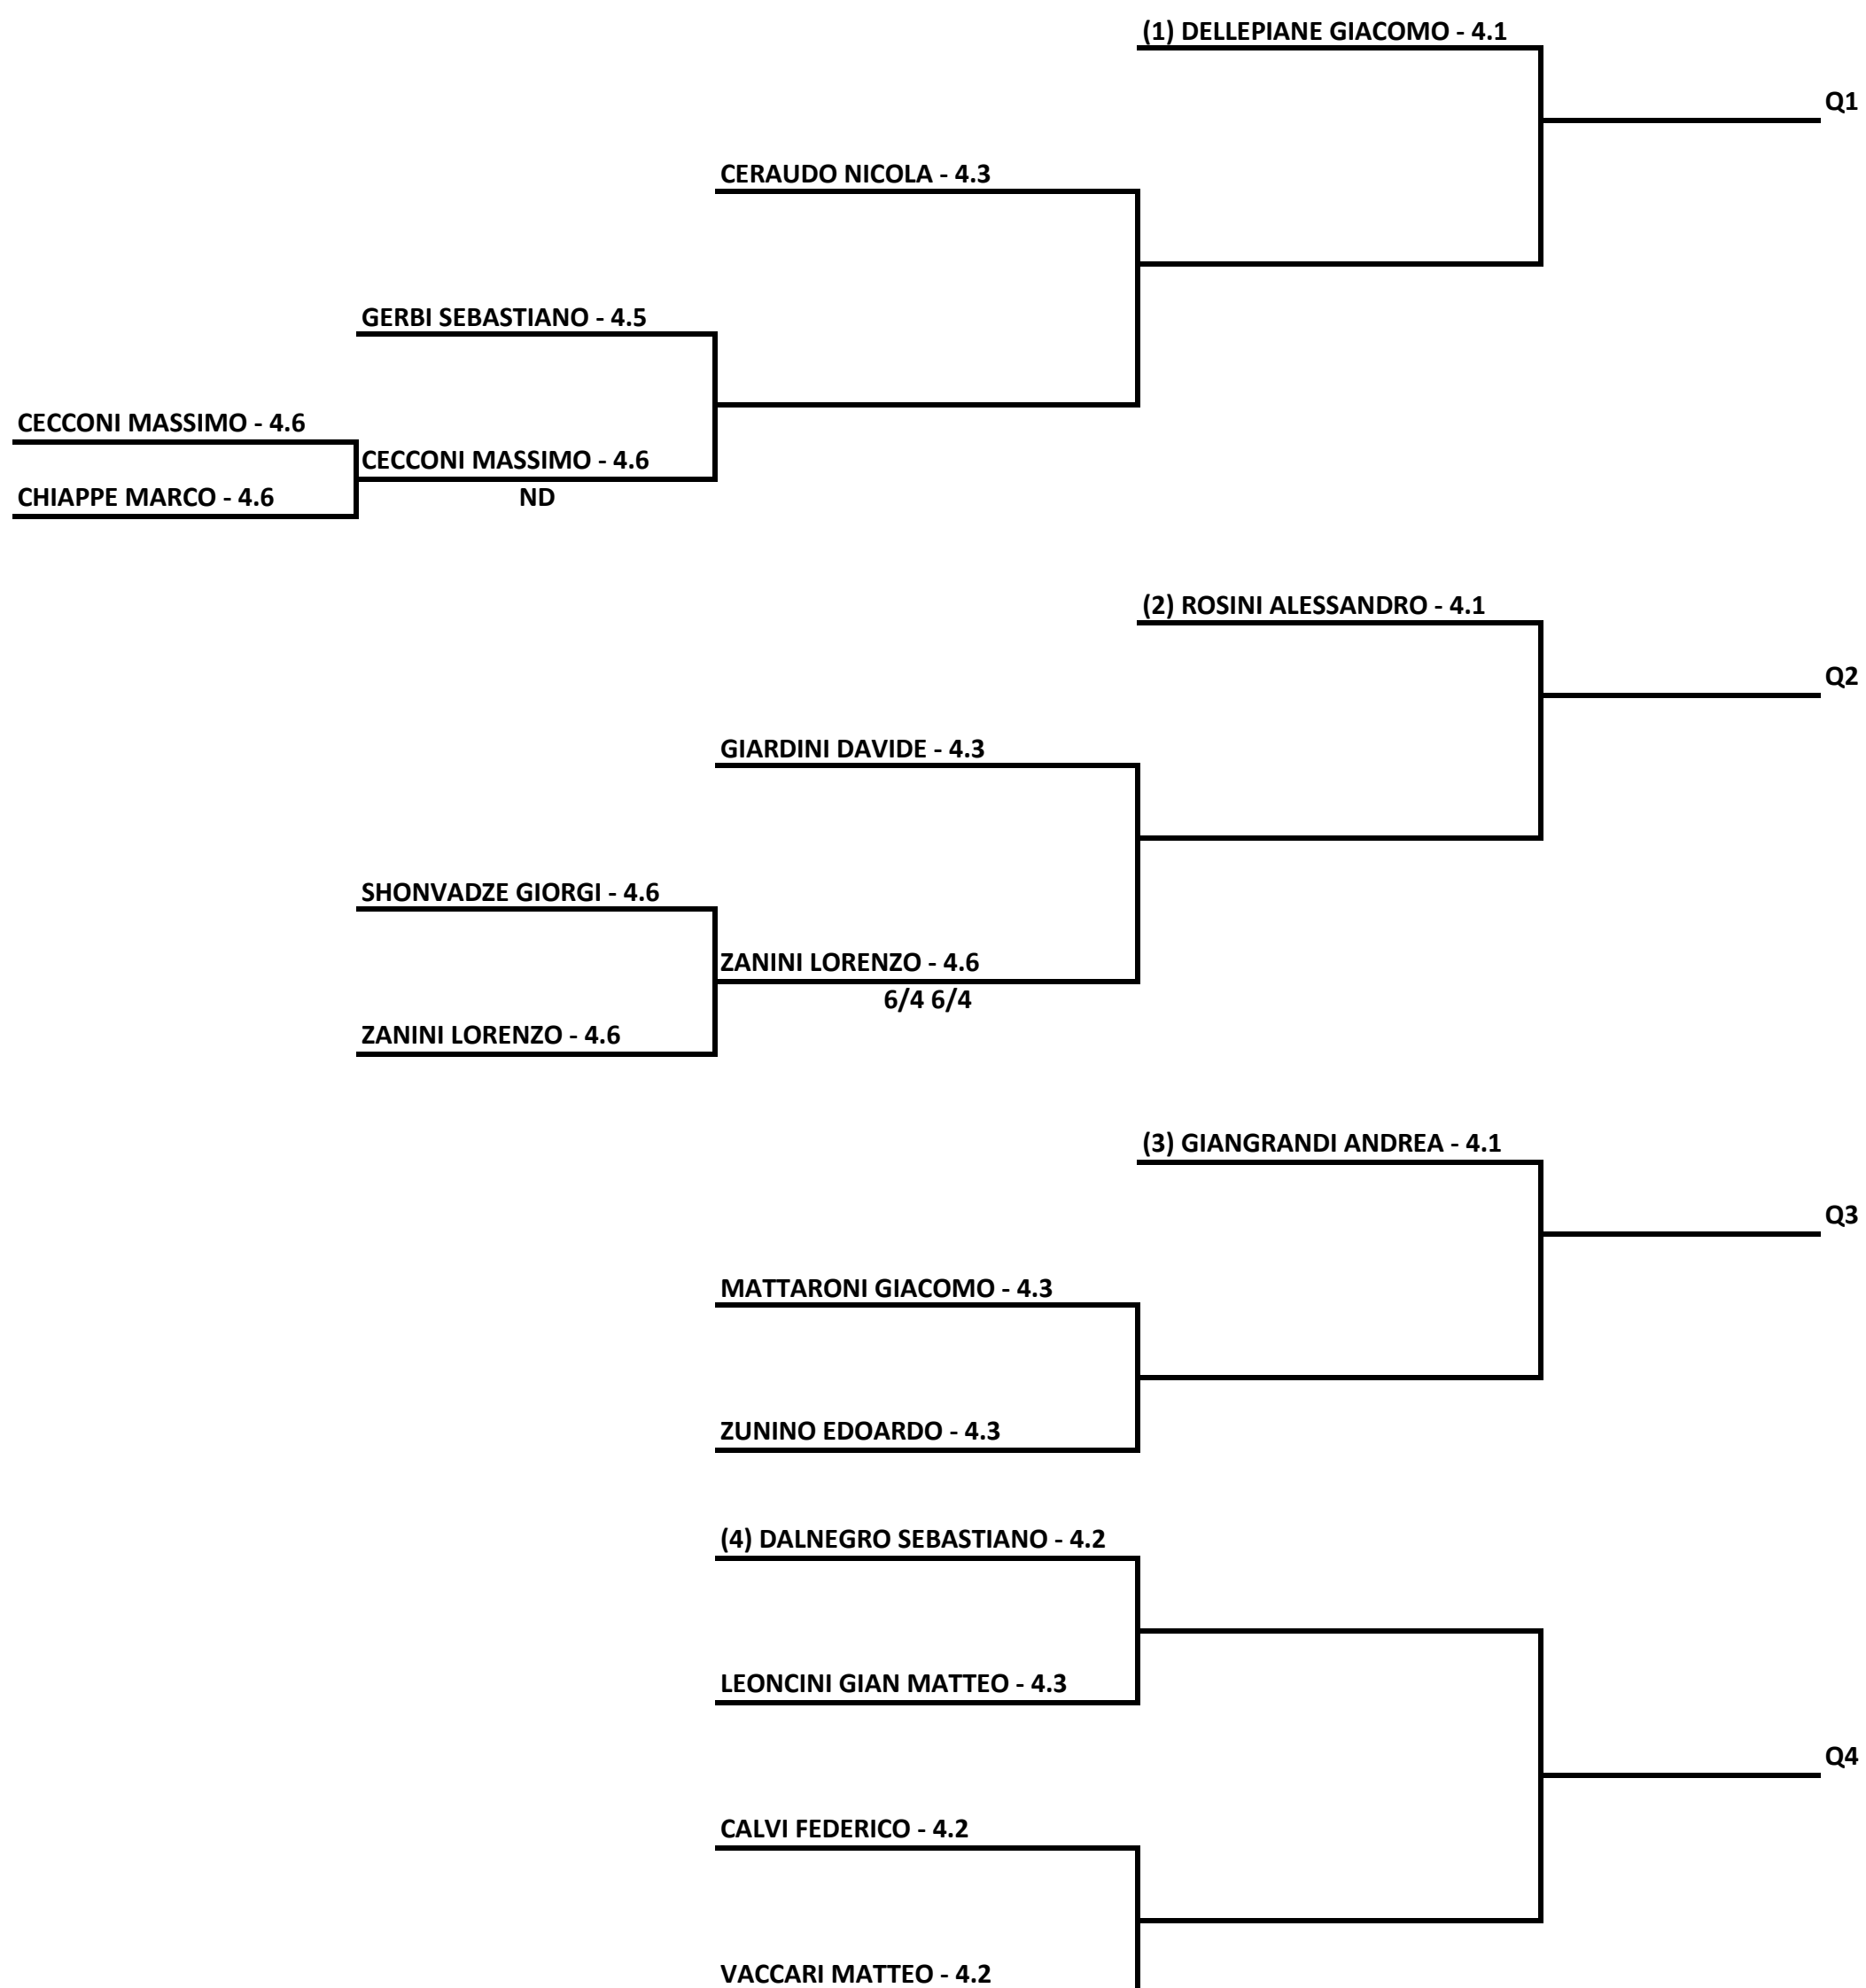 (1) DELLEPIANE GIACOMO - 4.1
Q1
CERAUDO NICOLA - 4.3
GERBI SEBASTIANO - 4.5
CECCONI MASSIMO - 4.6
CECCONI MASSIMO - 4.6
CHIAPPE MARCO - 4.6
ND
(2) ROSINI ALESSANDRO - 4.1
Q2
GIARDINI DAVIDE - 4.3
SHONVADZE GIORGI - 4.6
ZANINI LORENZO - 4.6
6/4 6/4
ZANINI LORENZO - 4.6
(3) GIANGRANDI ANDREA - 4.1
Q3
MATTARONI GIACOMO - 4.3
ZUNINO EDOARDO - 4.3
(4) DALNEGRO SEBASTIANO - 4.2
LEONCINI GIAN MATTEO - 4.3
Q4
CALVI FEDERICO - 4.2
VACCARI MATTEO - 4.2